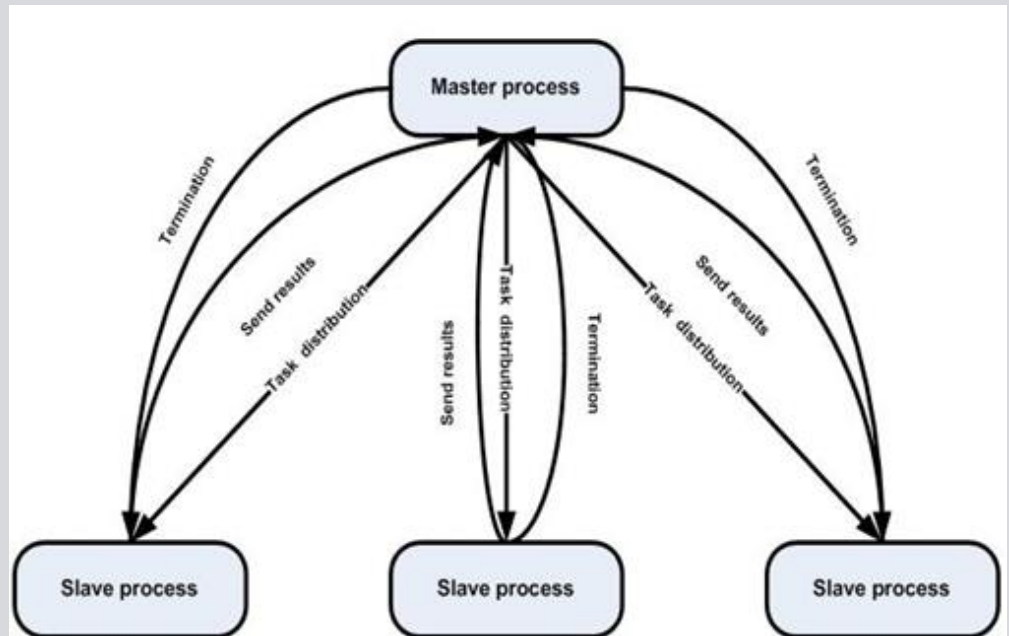 Master process
Termination
Send results
Task distribution
Send results
Task distribution
Termination
Task distribution
Send results
Termination
Slave process
Slave process
Slave process